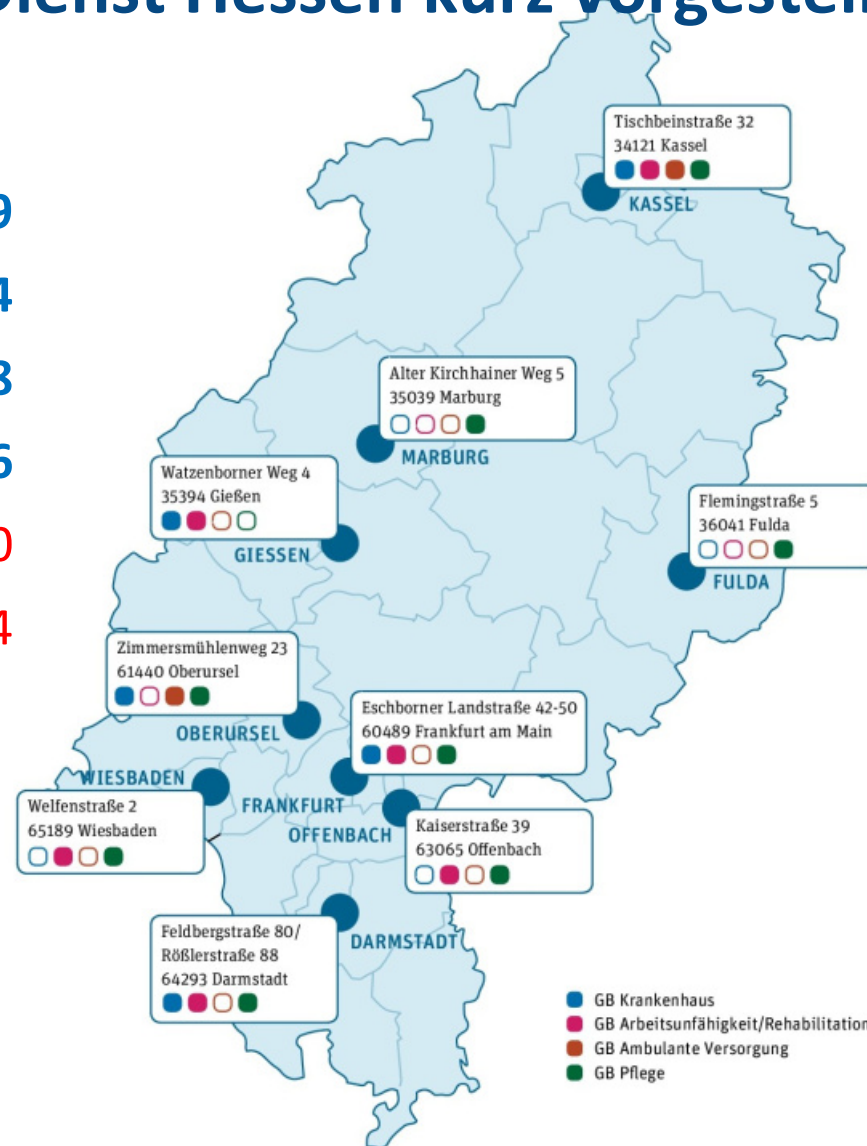 Dienst Hessen kurz vorgestell
9
4
8
6
0
4
Tischbeinstraße 32
34121 Kassel
KASSEL
Alter Kirchhainer Weg 5
35039 Marburg
MARBURG
Watzenborner Weg 4
35394 Gießen
GIESSEN
Flemingstraße 5
36041 Fulda
FULDA
Zimmersmühlenweg 23
61440 Oberursel
OBERURSEL
Eschborner Landstraße 42-50
60489 Frankfurt am Main
FRANKFURT
WIESBADEN
Welfenstraße 2
65189 Wiesbaden
OFFENBACH
Kaiserstraße 39
63065 Offenbach
Feldbergstraße 80/
Rößlerstraße 88
64293 Darmstadt
DARMSTADT
GB Krankenhaus
GB Arbeitsunfähigkeit/Rehabilitation
GB Ambulante Versorgung
GB Pflege